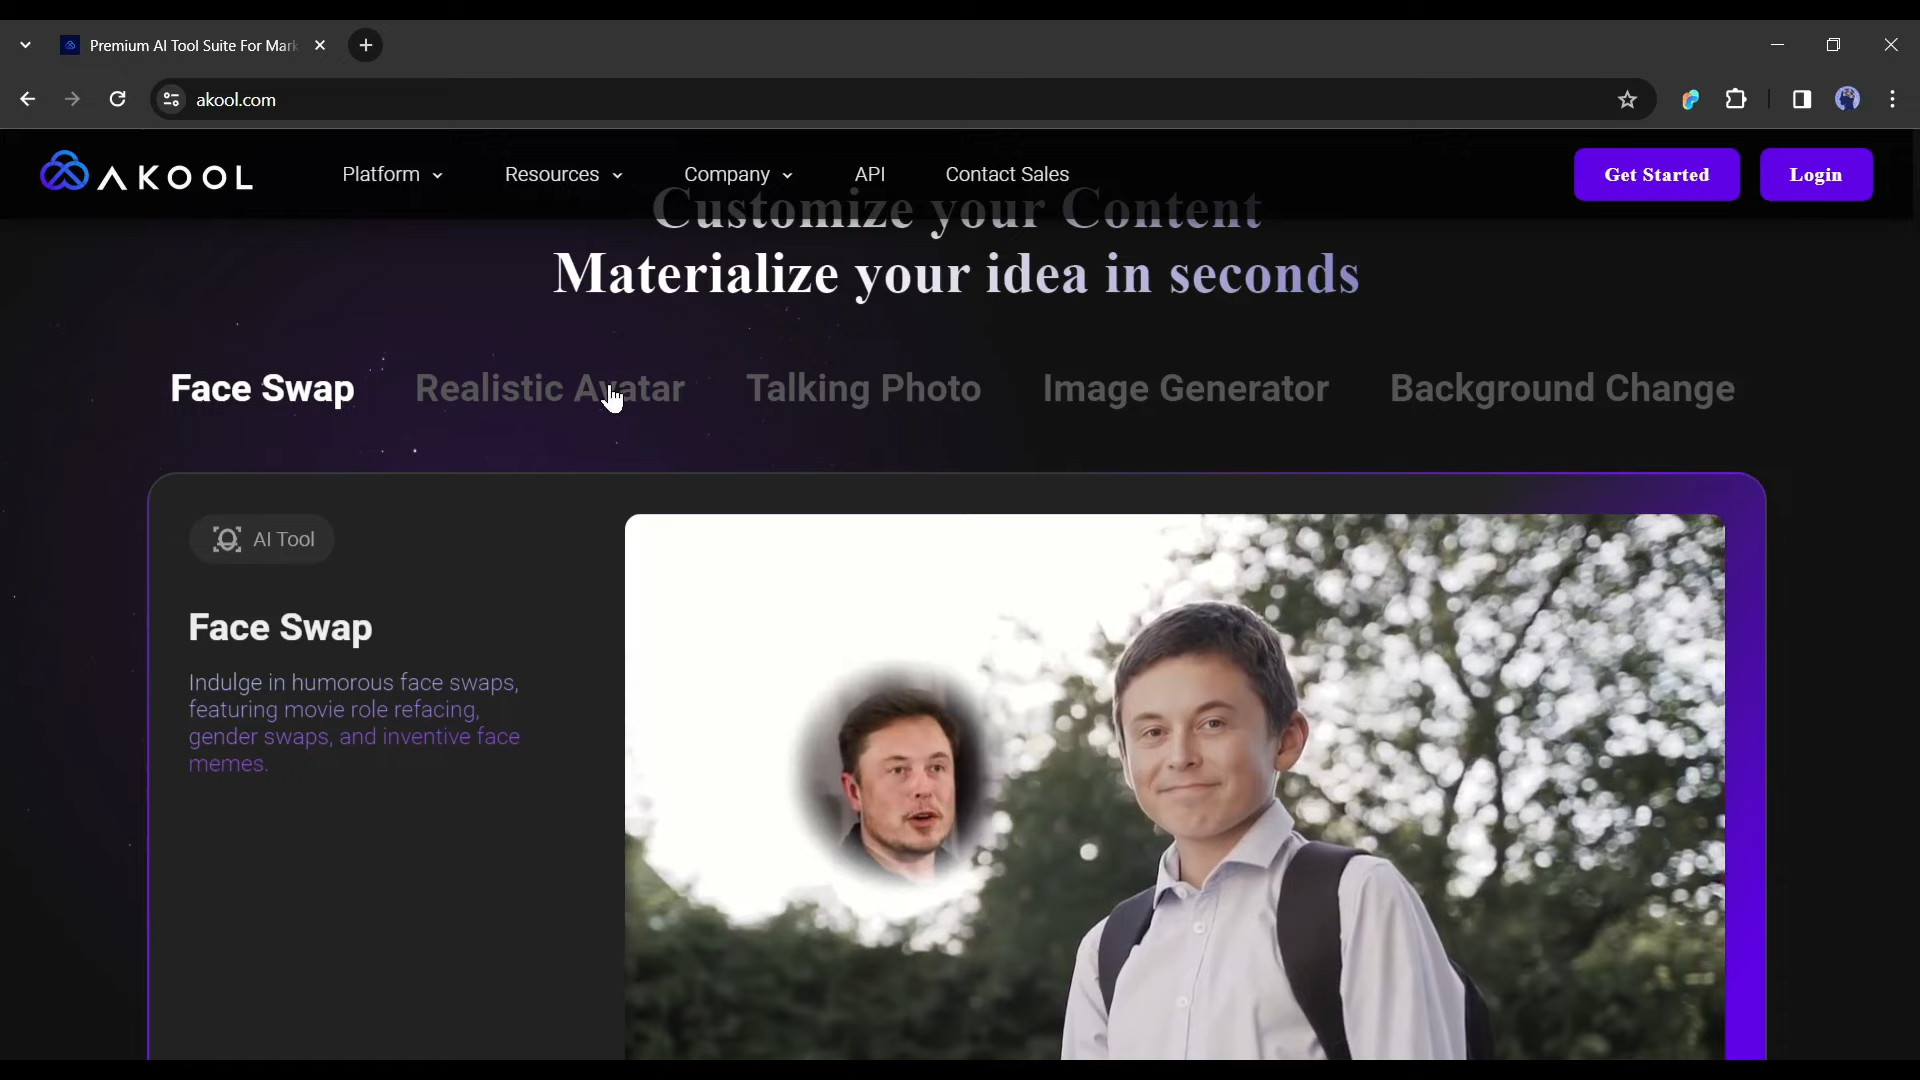 Premium AI Tool Suite For Mark
akool.com
AKOOL
Platform
Resources
Company
API
Contact Sales
Get Started
Login
Customize your Content
Materialize your idea in seconds
Face Swap
Realistic Avatar
Talking Photo
Image Generator
Background Change
AI Tool
Face Swap
Indulge in humorous face swaps,
featuring movie role refacing,
gender swaps, and inventive face
memes.